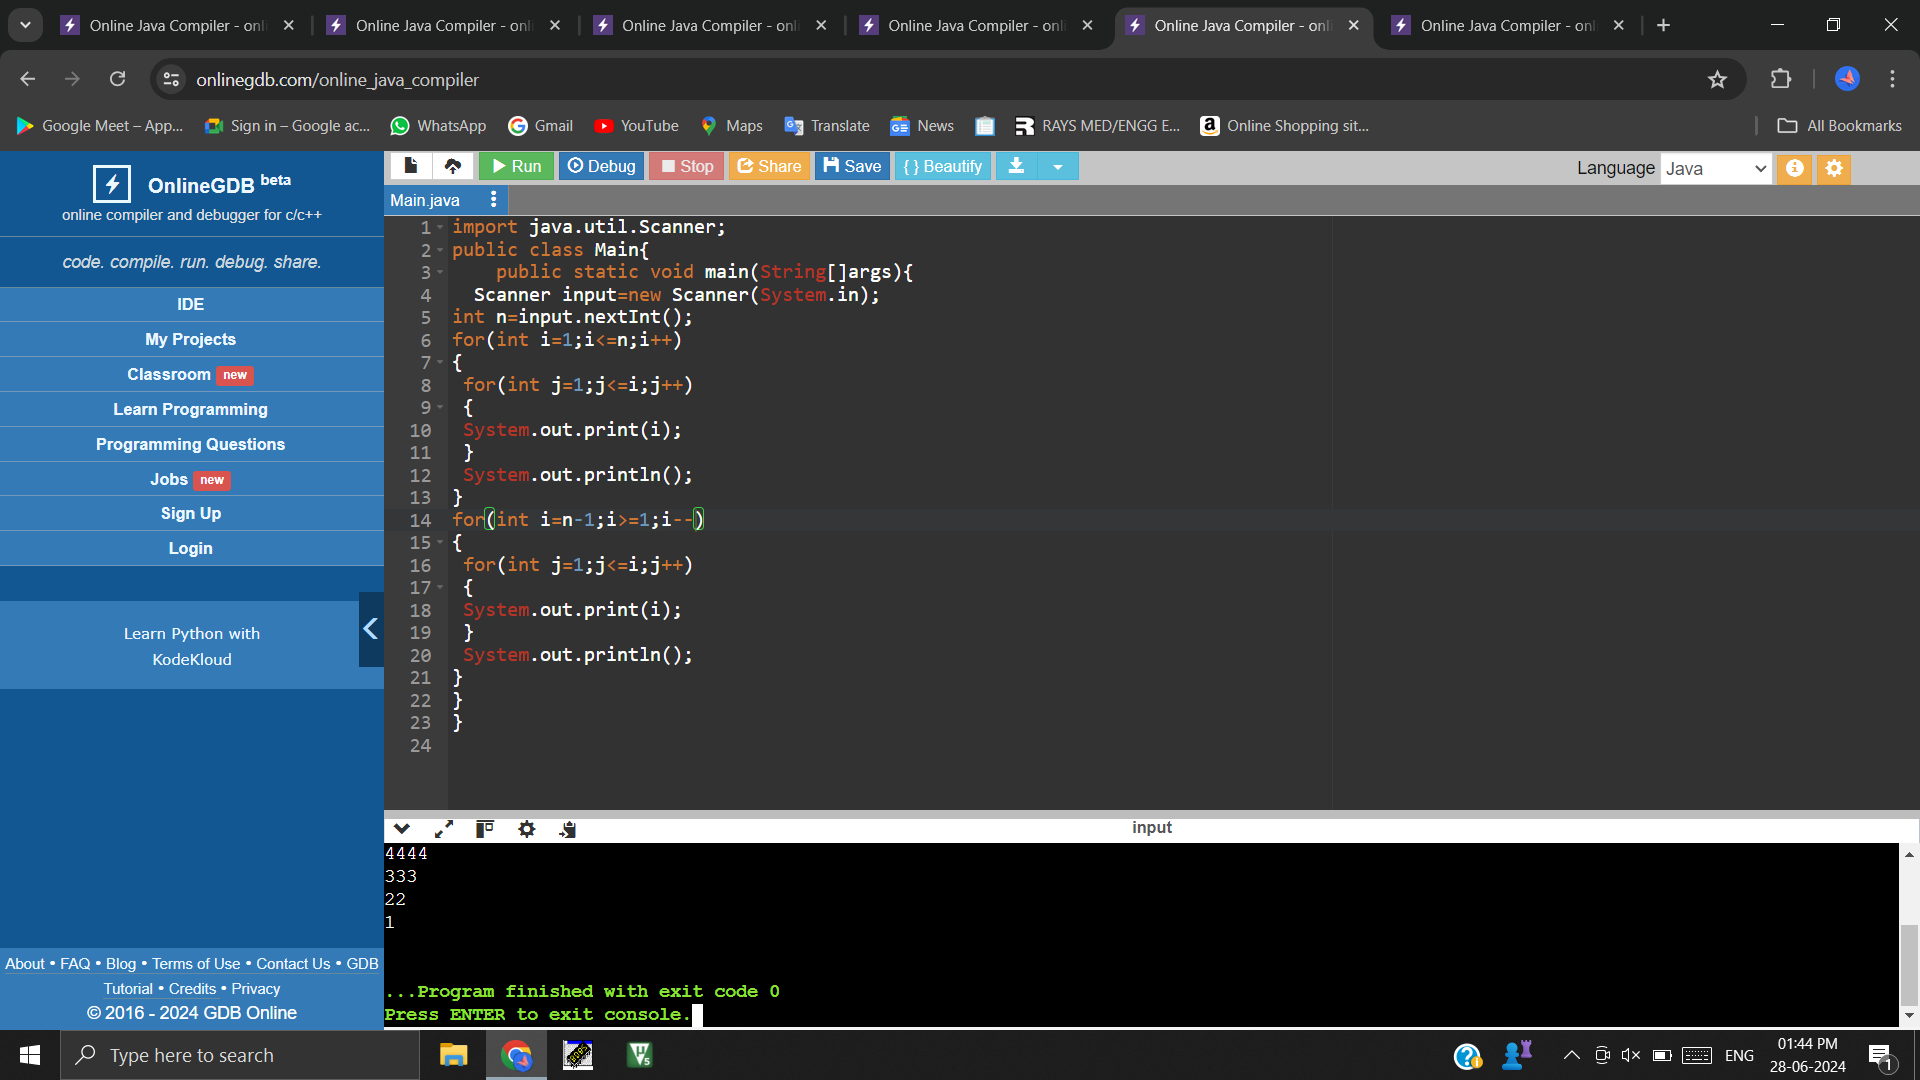 Online Java Compiler - onli
Online Java Compiler - onli
Online Java Compiler - onli
Online Java Compiler - onli
Online Java Compiler - onli
Online Java Compiler - onli
onlinegdb.com/online_java_compiler
Google Meet – App...
Sign in – Google ac...
WhatsApp
Gmail
YouTube
Maps
Translate
News
RAYS MED/ENGG E...
Online Shopping sit...
All Bookmarks
OnlineGDB beta
online compiler and debugger for c/c++
code. compile. run. debug. share.
IDE
My Projects
Classroom new
Learn Programming
Programming Questions
Jobs new
Sign Up
Login
Learn Python with
KodeKloud
About • FAQ • Blog • Terms of Use • Contact Us • GDB
Tutorial • Credits • Privacy
© 2016 - 2024 GDB Online
Run
Debug
Stop
Share
Save
{ } Beautify
Language
Java
Main.java
1 import java.util.Scanner;
2 public class Main{
3 public static void main(String[]args){
4 Scanner input=new Scanner(System.in);
5 int n=input.nextInt();
6 for(int i=1;i<=n;i++)
7 {
8 for(int j=1;j<=i;j++)
9 {
10 System.out.print(i);
11 }
12 System.out.println();
13 }
14 for(int i=n-1;i>=1;i--)
15 {
16 for(int j=1;j<=i;j++)
17 {
18 System.out.print(i);
19 }
20 System.out.println();
21 }
22 }
23 }
24
input
4444
333
22
1
...Program finished with exit code 0
Press ENTER to exit console.
Type here to search
ENG
01:44 PM
28-06-2024
1